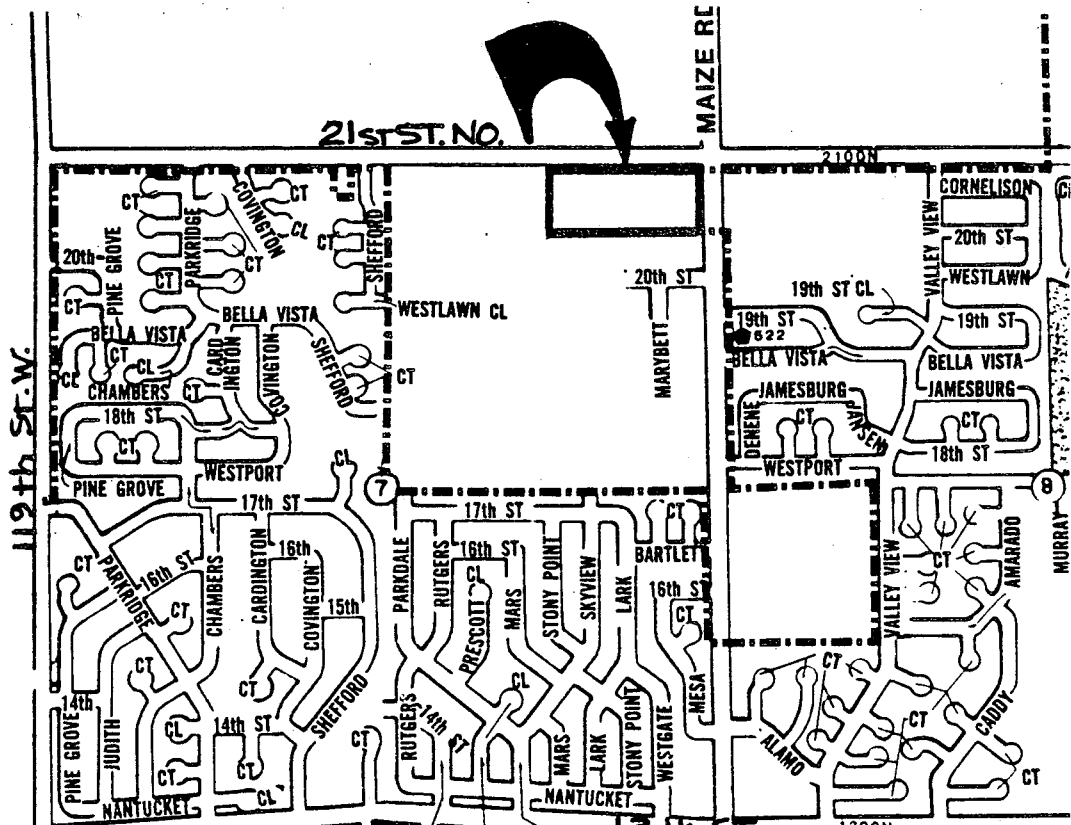 MAIZE RD
21ST ST. NO.
2100N
CT
COVINGTON
CT
CL
CT
CORNELISON
PINE GROVE
PARKRIDGE
SHEFFORD
VALLEY VIEW
20th ST
20th
CT
CT
CT
20th ST
WESTLAWN
19th ST CL
BELLA VISTA
WESTLAWN CL
19th ST
19th ST
BELLA VISTA
622
BELLA VISTA
BELLA VISTA
CARDINGTON
COVINGTON
SHEFFORD
MARYBETT
CT
CL
CL
CT
CHAMBERS
CT
JAMESBURG
JAMESBURG
18th ST
DENENE
CT
JANSEM
CT
CT
18th ST
119th ST. W.
WESTPORT
CL
WESTPORT
PINE GROVE
7
8
17th ST
17th ST
CT
MURRAY
BARTLETT
CT
PARKRIDGE
16th ST
CHAMBERS
CARDINGTON
16th
COVINGTON
15th
PARKDALE
RUTGERS
16th ST
CL
PRESCOTT
MARS
STONY POINT
SKYVIEW
LARK
16th ST
CT
VALLEY VIEW
CT
AMARADO
CT
CT
CT
SHEFFORD
CL
MESA
CT
CT
CADDY
14th
PINE GROVE
JUDITH
CL
14th ST
CT
CT
CT
RUTGERS
14th ST
MARS
LARK
STONY POINT
WESTGATE
ALAMO
CT
NANTUCKET
CL
NANTUCKET